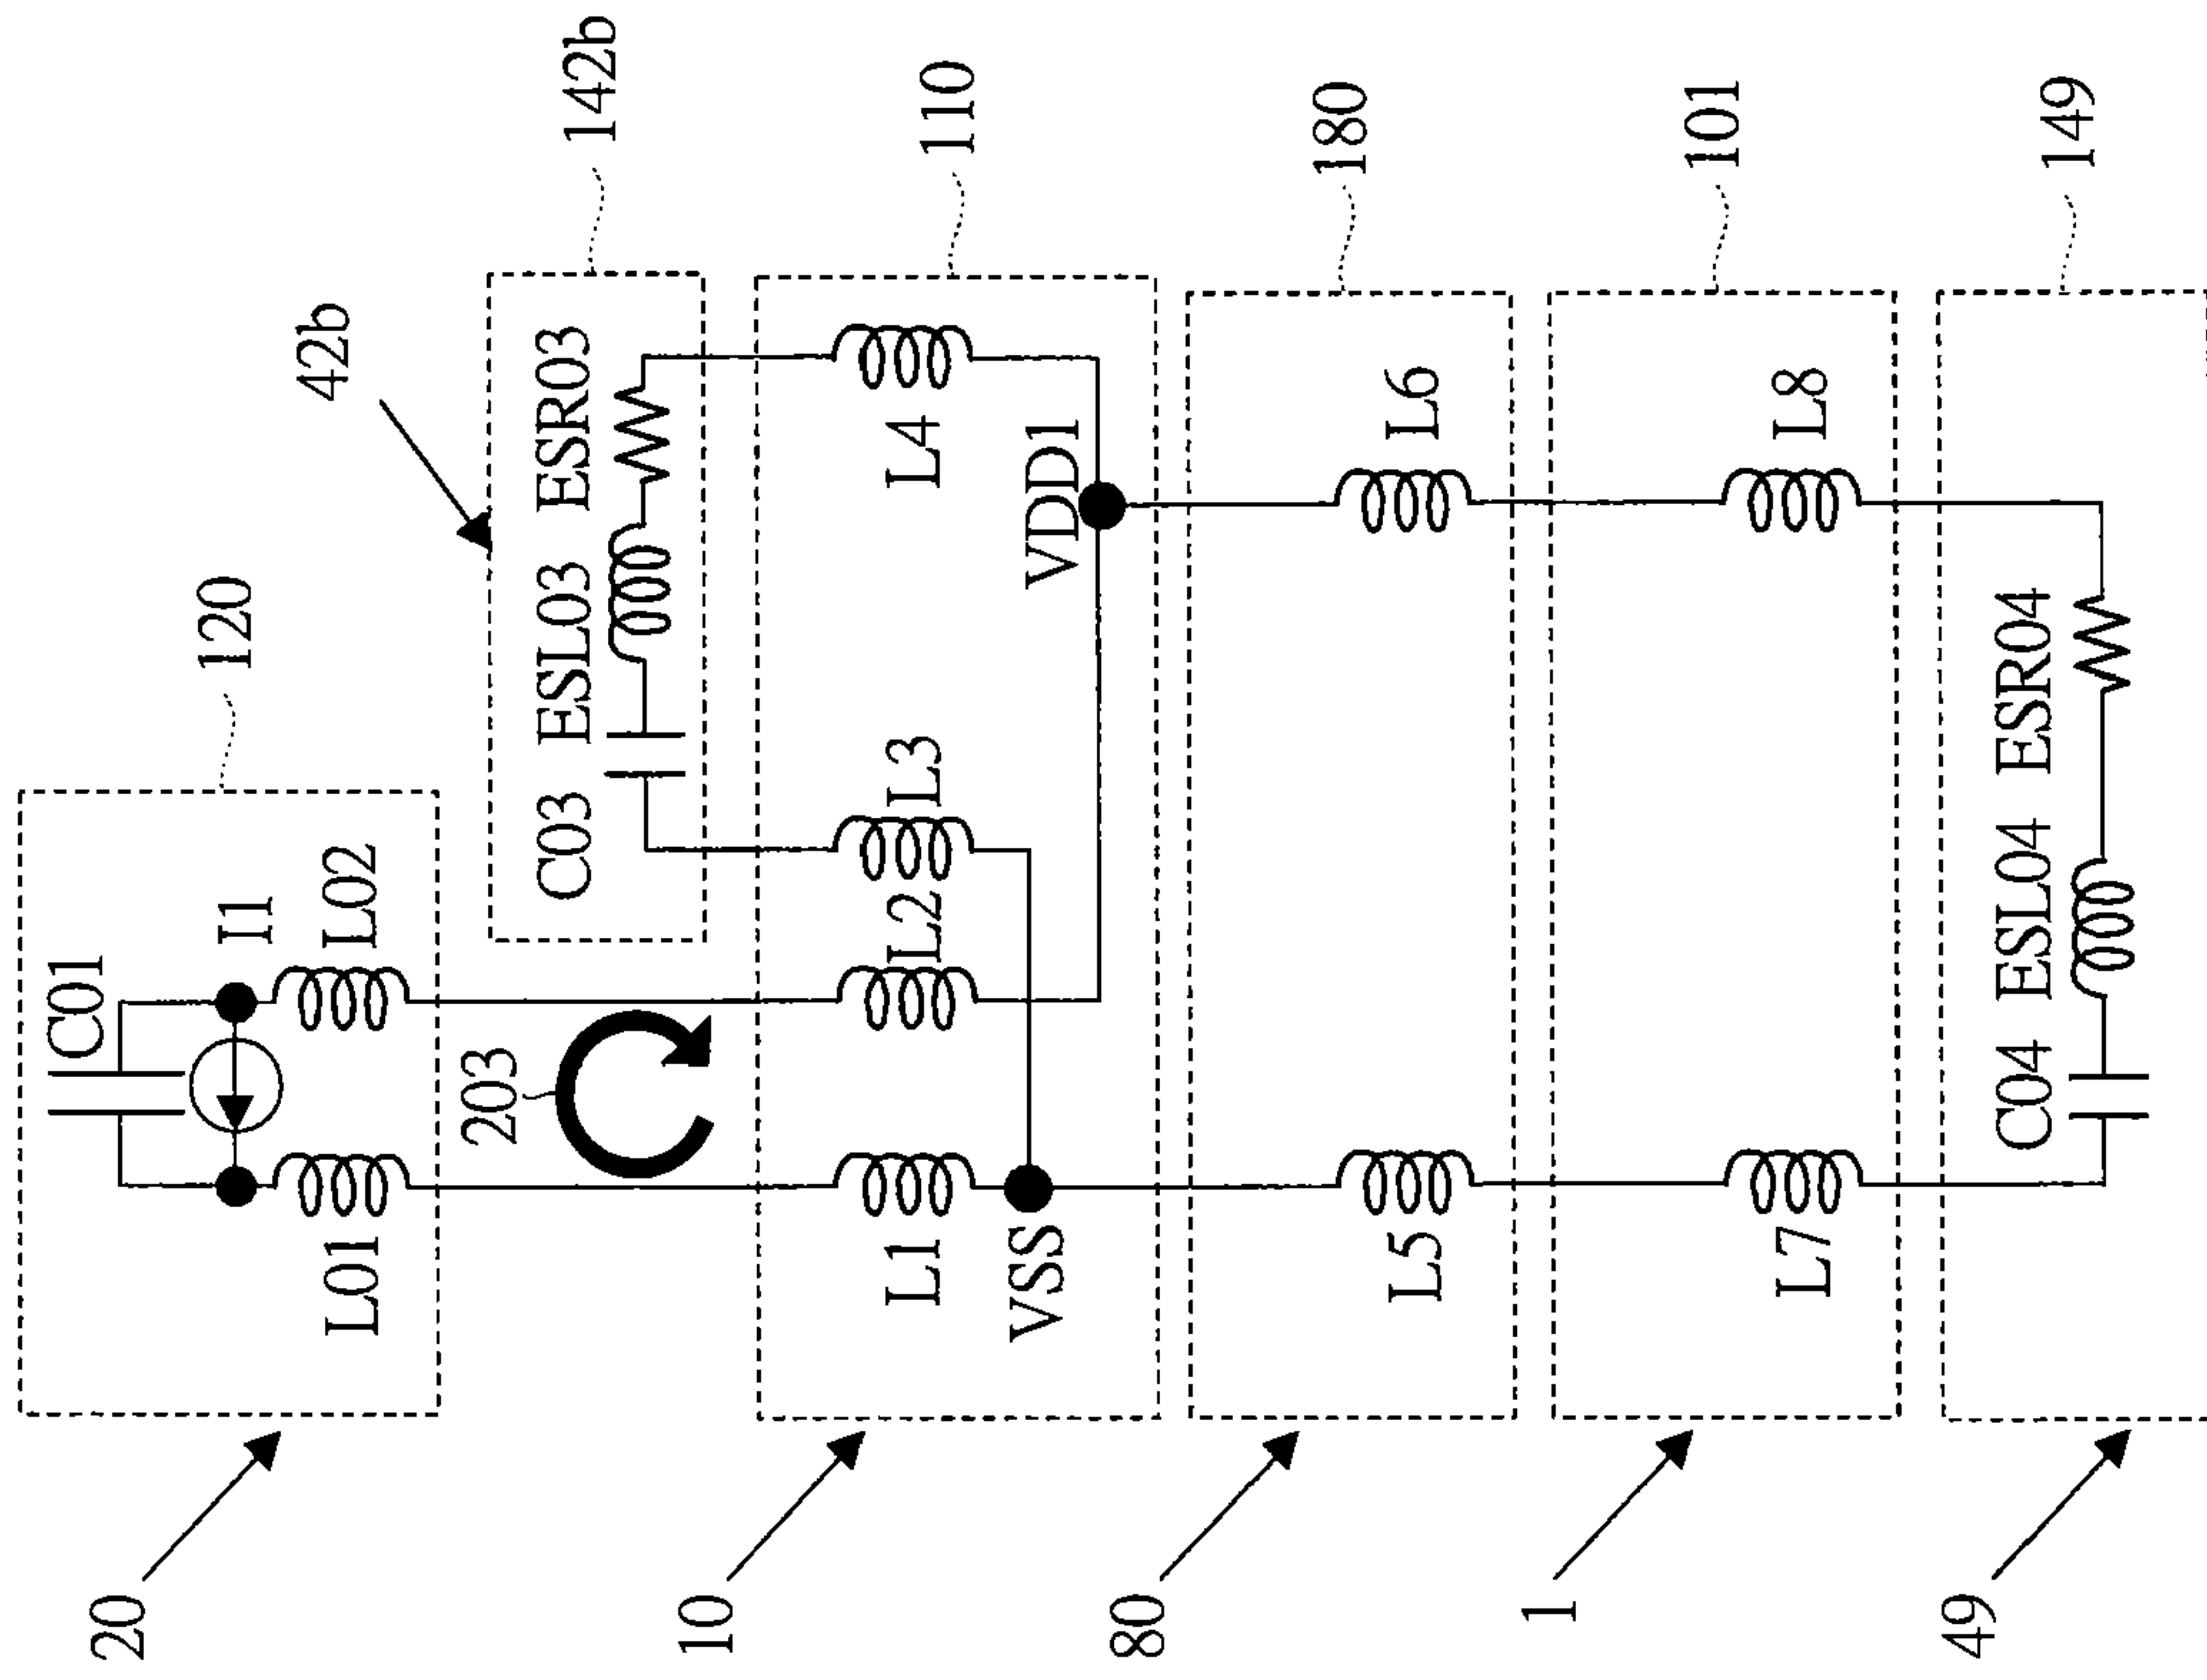 20
C01
I1
L01
L02
120
203
42b
C03 ESL03 ESR03
142b
10
L1
VSS
L2
L3
L4
VDD1
110
80
L5
L6
180
1
L7
L8
101
49
C04 ESL04 ESR04
149